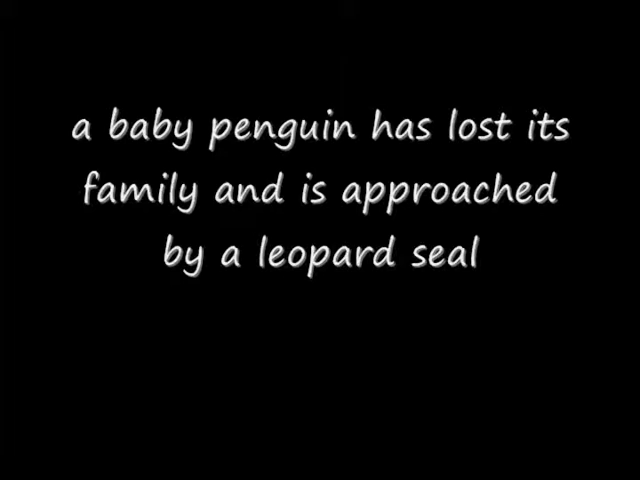 a baby penguin has lost its
family and is approached
by a leopard seal